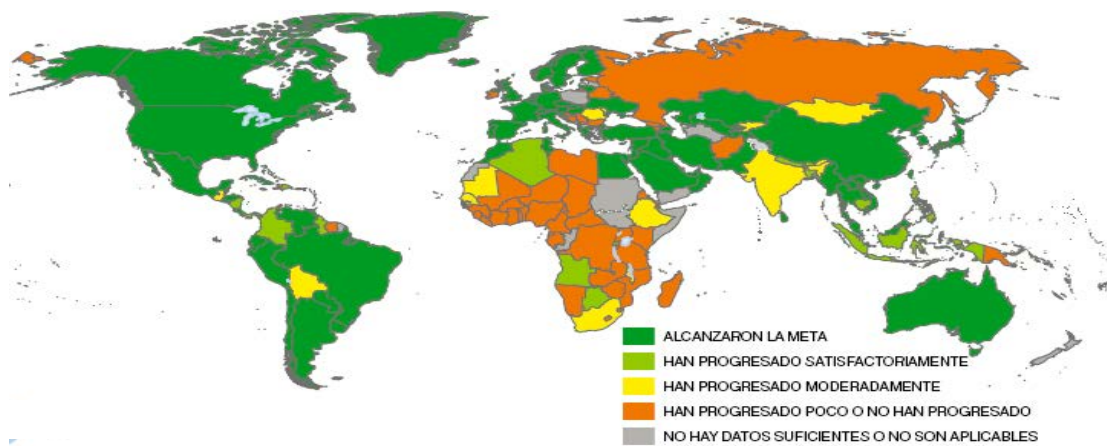 ALCANZARON LA META
HAN PROGRESADO SATISFACTORIAMENTE
HAN PROGRESADO MODERADAMENTE
HAN PROGRESADO POCO O NO HAN PROGRESADO
NO HAY DATOS SUFICIENTES O NO SON APLICABLES